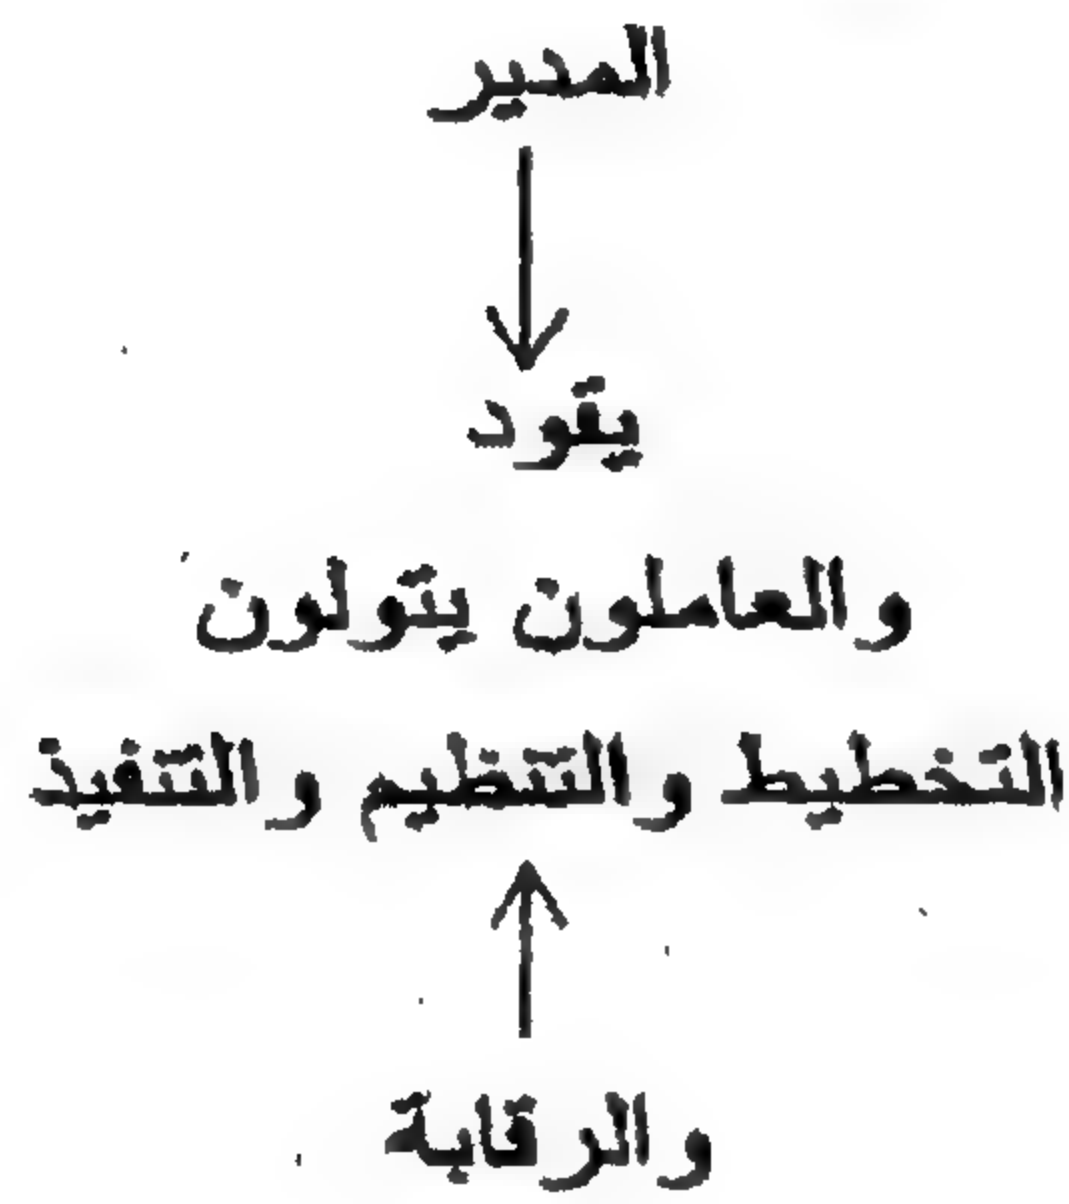 المدير
يقود
والعاملون يتولون
التخطيط والتنظيم والتنفيذ
والرقابة